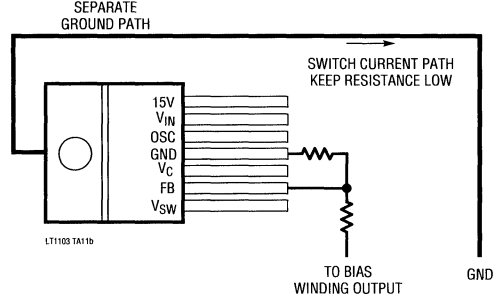 SEPARATE
GROUND PATH
SWITCH CURRENT PATH
KEEP RESISTANCE LOW
15V
VIN
OSC
GND
VC
FB
VSW
LT1103 TA11b
TO BIAS
WINDING OUTPUT
GND